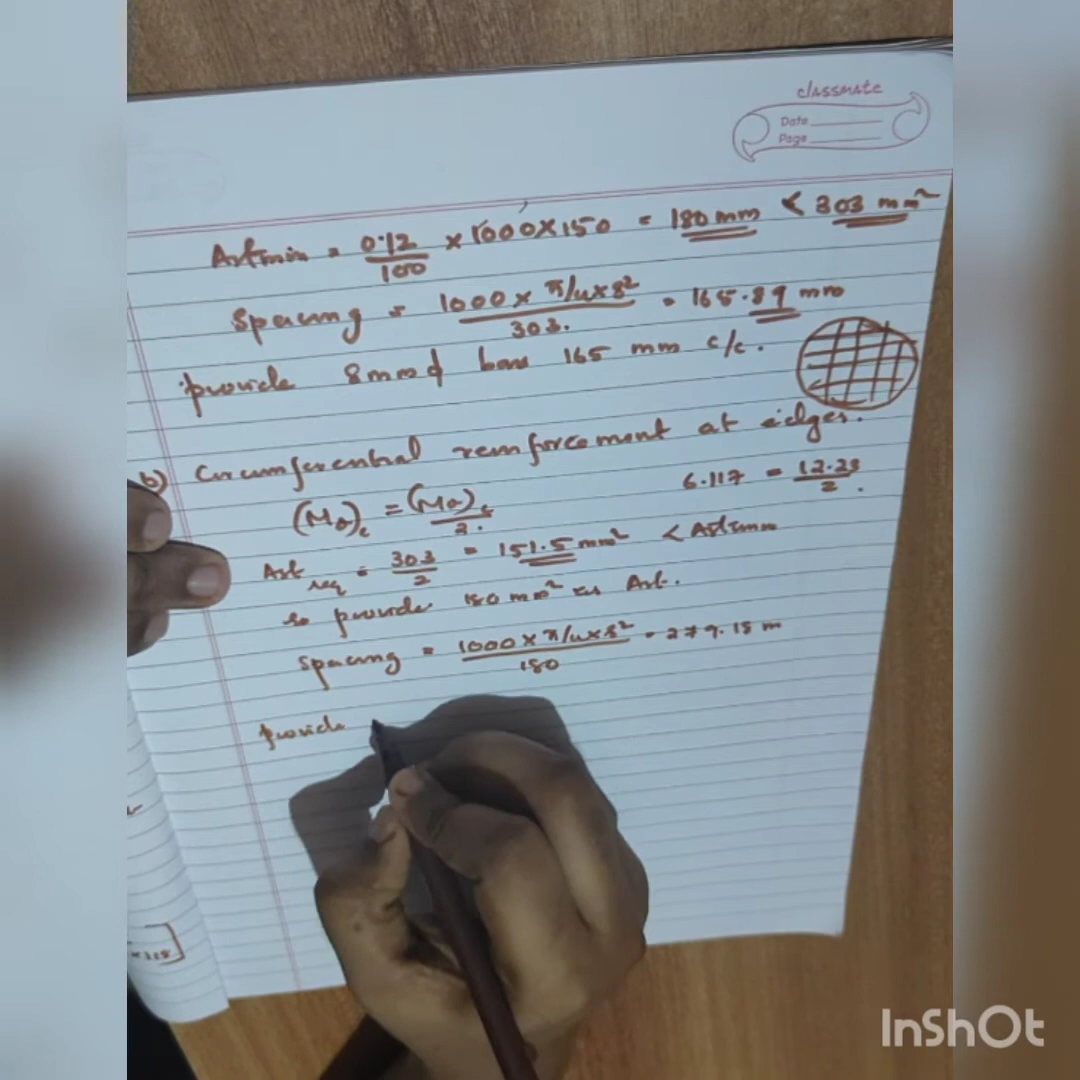 classmate
Date
Page
Astmin = 0.12/100 × 1000×150 = 180 mm < 303 mm²
Spacing = 1000 × π/4×8²/303. = 165.89 mm
provide 8mmϕ bars 165 mm c/c.
b) Circumferential reinforcement at edges.
(Mθ)c = (Mθ)c/2. 6.117 = 12.23/2.
Ast req = 303/2 = 151.5 mm² < Astmin
so provide 180 mm² as Ast.
Spacing = 1000 × π/4×8²/180 = 279.15 m
provide
InShOt